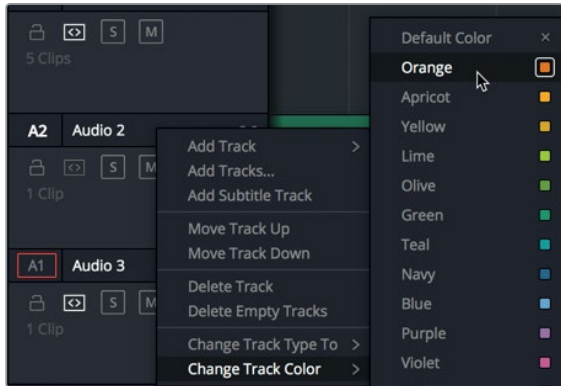 S M
5 Clips
A2 Audio 2
S M
1 Clip
A1 Audio 3
S M
1 Clip
Add Track
Add Tracks...
Add Subtitle Track
Move Track Up
Move Track Down
Delete Track
Delete Empty Tracks
Change Track Type To
Change Track Color
Default Color
Orange
Apricot
Yellow
Lime
Olive
Green
Teal
Navy
Blue
Purple
Violet